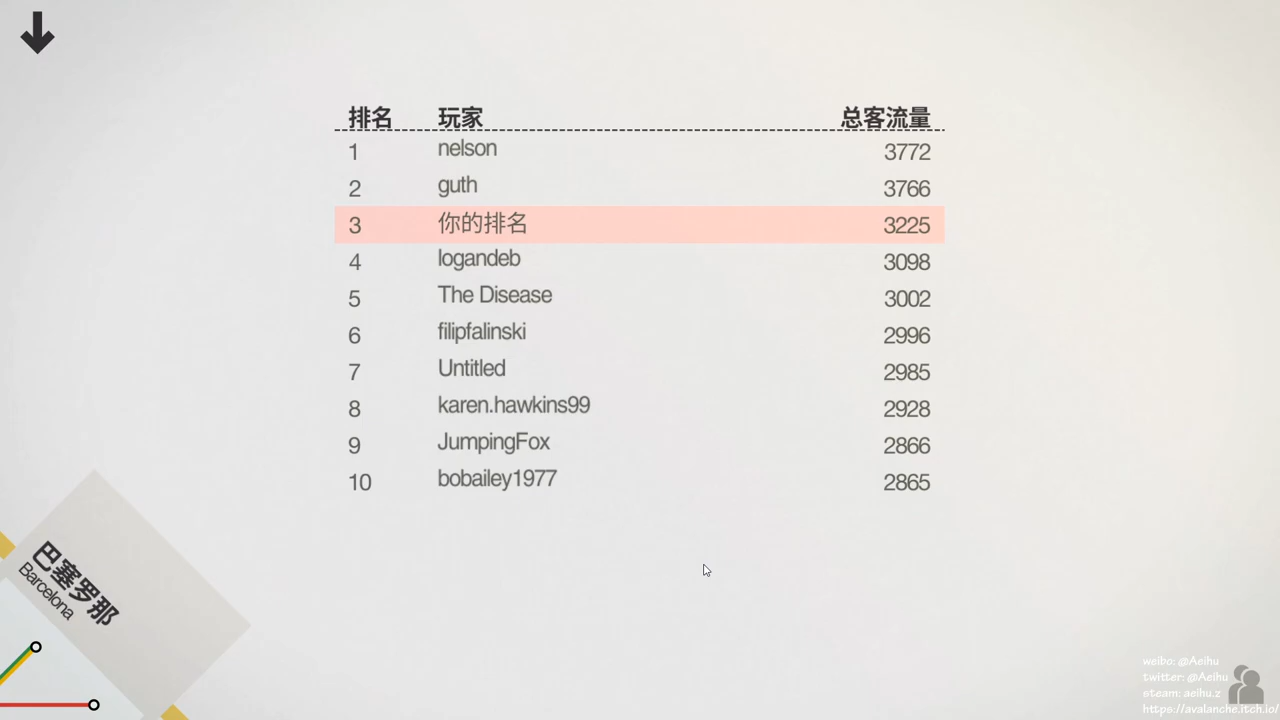 排名 玩家 总客流量
1 nelson 3772
2 guth 3766
3 你的排名 3225
4 logandeb 3098
5 The Disease 3002
6 filipfalinski 2996
7 Untitled 2985
8 karen.hawkins99 2928
9 JumpingFox 2866
10 bobailey1977 2865
巴塞罗那
Barcelona
weibo: @Aeihu
twitter: @Aeihu
steam: aeihu.z
https://avalanche.itch.io/